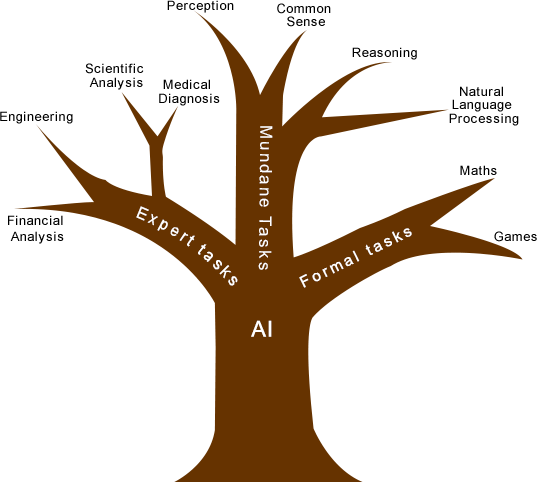 Perception
Common
Sense
Reasoning
Scientific
Analysis
Medical
Diagnosis
Natural
Language
Processing
Engineering
Maths
Financial
Analysis
Games
Expert tasks
Mundane Tasks
Formal tasks
AI